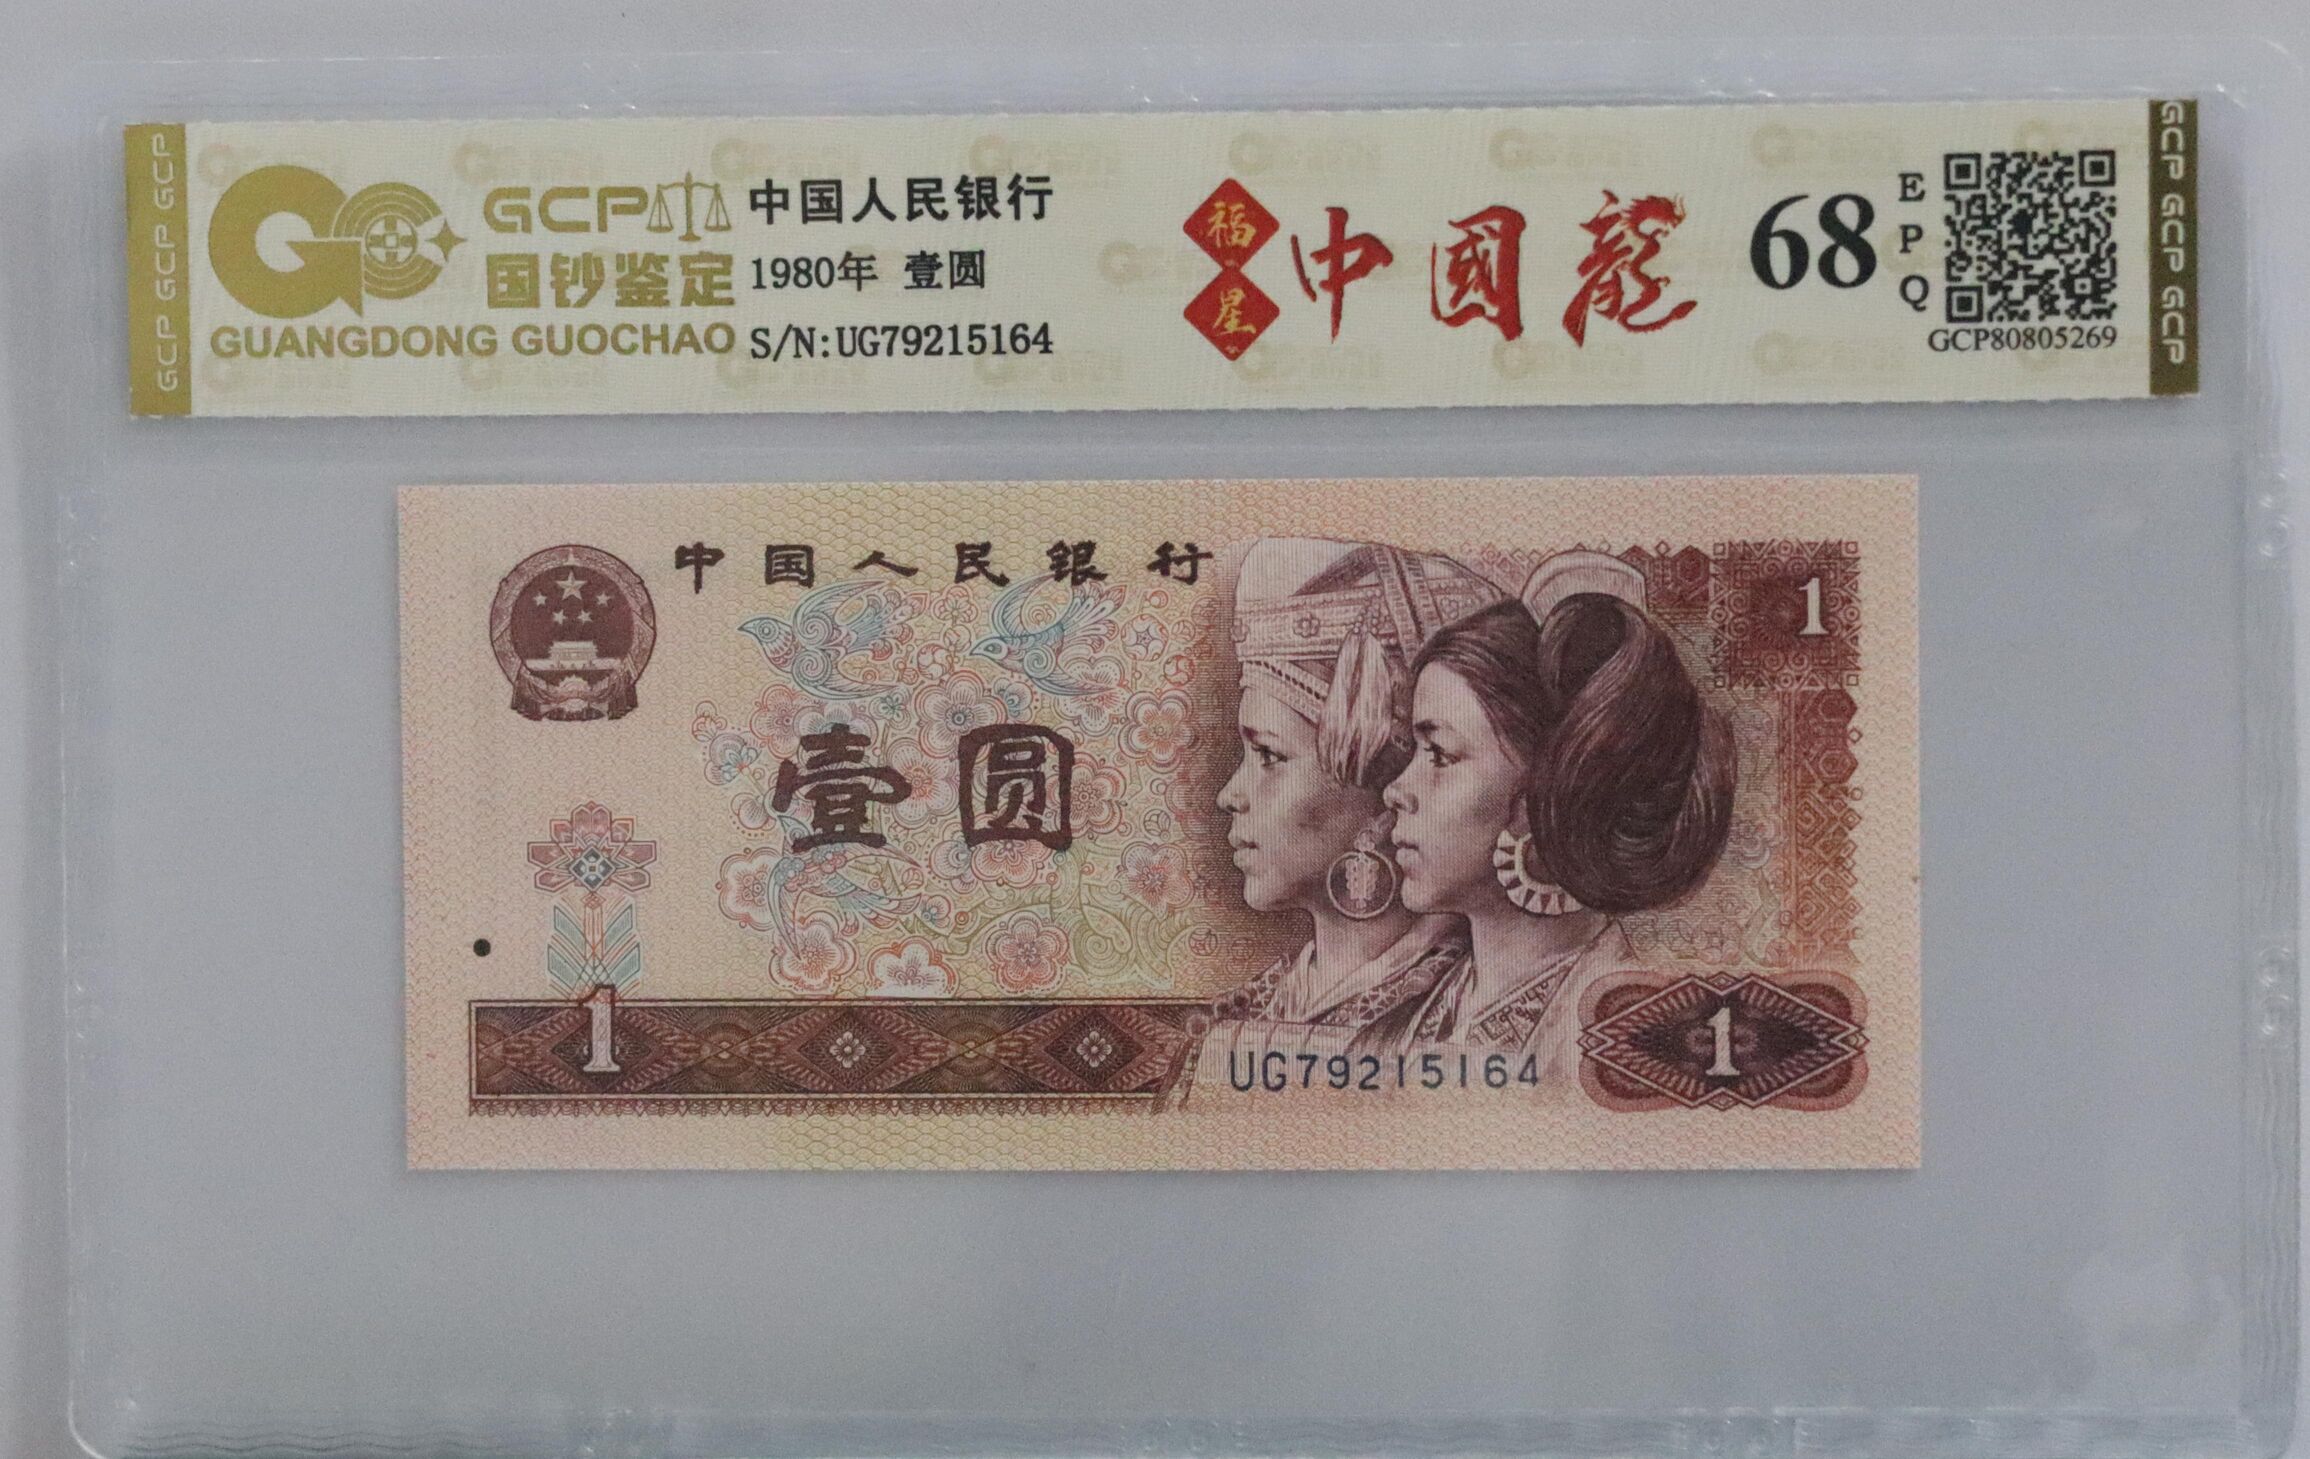 GCP GCP GCP
GCP
国钞鉴定
GUANGDONG GUOCHAO
中国人民银行
1980年 壹圆
S/N:UG79215164
福星
中國龍
68
EPQ
GCP80805269
GCP GCP GCP
中国人民银行
1
壹圆
1
UG79215164
1